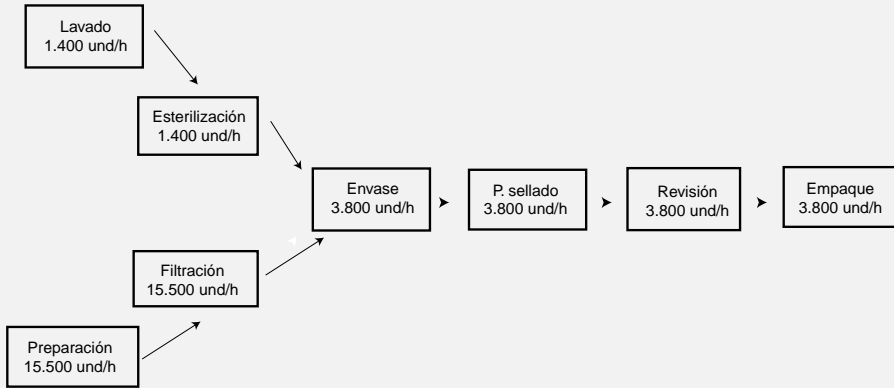 Lavado
1.400 und/h
Esterilización
1.400 und/h
Envase
3.800 und/h
P. sellado
3.800 und/h
Revisión
3.800 und/h
Empaque
3.800 und/h
Filtración
15.500 und/h
Preparación
15.500 und/h